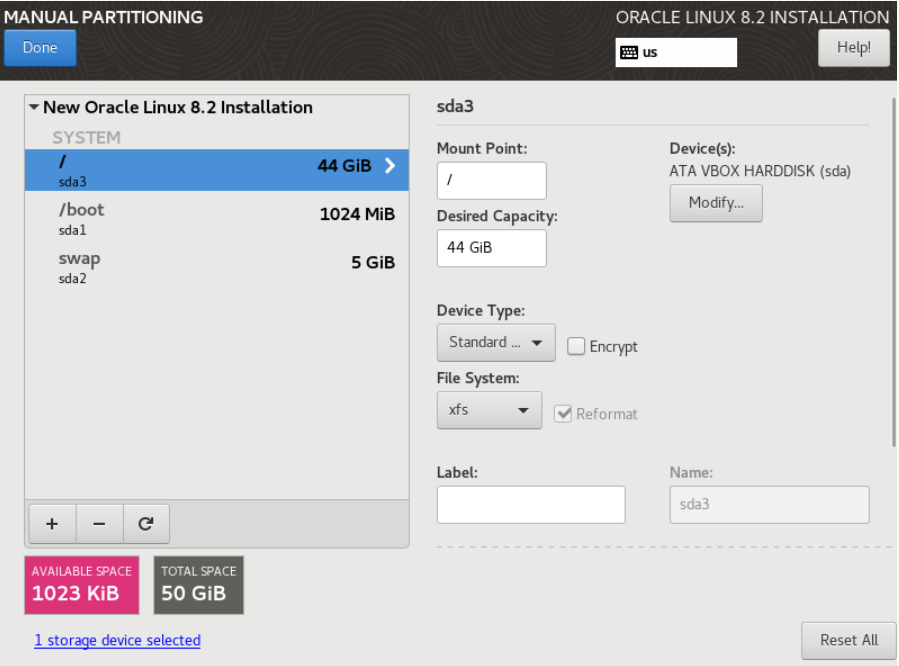 MANUAL PARTITIONING
ORACLE LINUX 8.2 INSTALLATION
Done
us
Help!
New Oracle Linux 8.2 Installation
SYSTEM
/
44 GiB
sda3
/boot
1024 MiB
sda1
swap
5 GiB
sda2
+ −
AVAILABLE SPACE
1023 KiB
TOTAL SPACE
50 GiB
1 storage device selected
sda3
Mount Point:
/
Device(s):
ATA VBOX HARDDISK (sda)
Modify...
Desired Capacity:
44 GiB
Device Type:
Standard ...
Encrypt
File System:
xfs
Reformat
Label:
Name:
sda3
Reset All